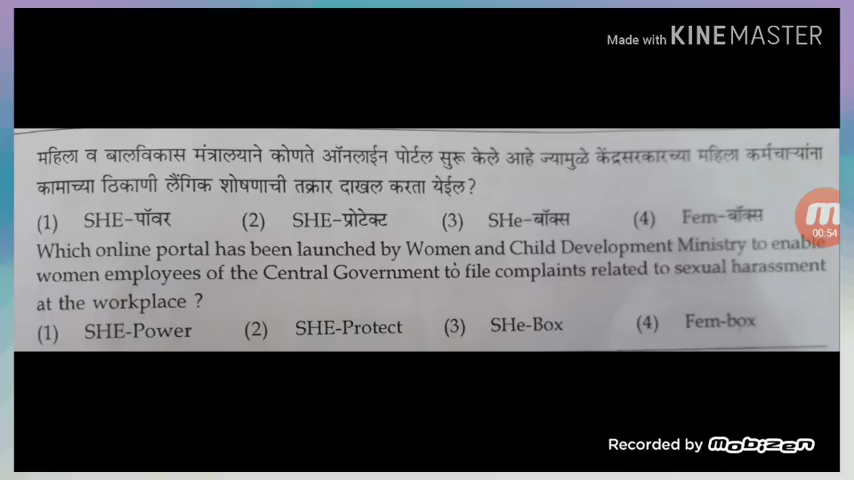 Made with KINEMASTER
महिला व बालविकास मंत्रालयाने कोणते ऑनलाईन पोर्टल सुरू केले आहे ज्यामुळे केंद्रसरकारच्या महिला कर्मचाऱ्यांना
कामाच्या ठिकाणी लैंगिक शोषणाची तक्रार दाखल करता येईल?
(1) SHE-पॉवर (2) SHE-प्रोटेक्ट (3) SHe-बॉक्स (4) Fem-बॉक्स
00:54
Which online portal has been launched by Women and Child Development Ministry to enable
women employees of the Central Government to file complaints related to sexual harassment
at the workplace ?
(1) SHE-Power (2) SHE-Protect (3) SHe-Box (4) Fem-box
Recorded by mobizen